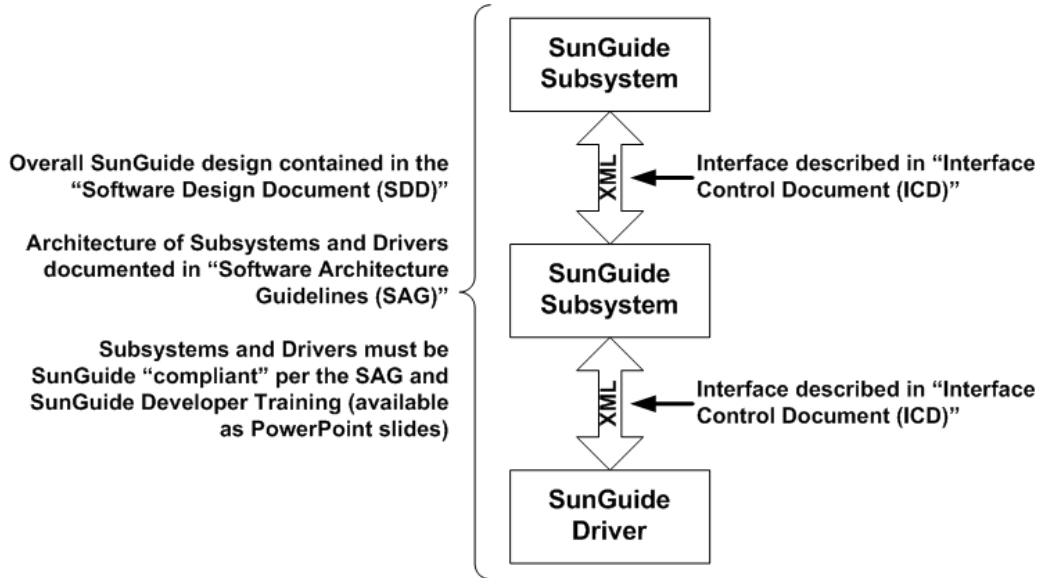 SunGuide
Subsystem
XML
Interface described in “Interface
Control Document (ICD)”
Overall SunGuide design contained in the
“Software Design Document (SDD)”
Architecture of Subsystems and Drivers
documented in “Software Architecture
Guidelines (SAG)”
Subsystems and Drivers must be
SunGuide “compliant” per the SAG and
SunGuide Developer Training (available
as PowerPoint slides)
SunGuide
Subsystem
XML
Interface described in “Interface
Control Document (ICD)”
SunGuide
Driver